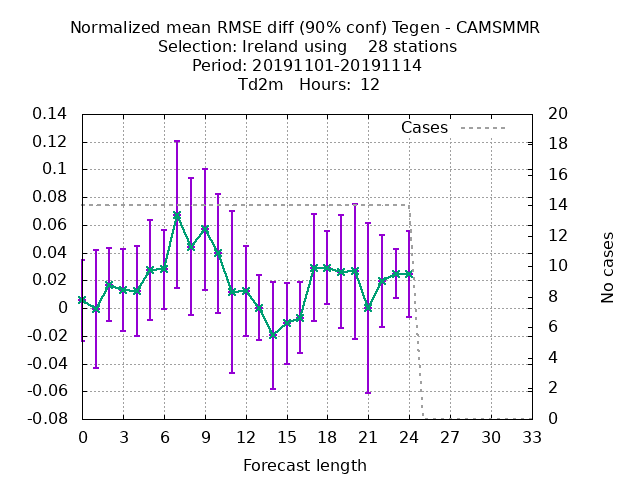 Normalized mean RMSE diff (90% conf) Tegen - CAMSMMR
Selection: Ireland using 28 stations
Period: 20191101-20191114
Td2m Hours: 12
Cases
0.14
0.12
0.1
0.08
0.06
0.04
0.02
0
-0.02
-0.04
-0.06
-0.08
20
18
16
14
12
10
8
6
4
2
0
No cases
0 3 6 9 12 15 18 21 24 27 30 33
Forecast length